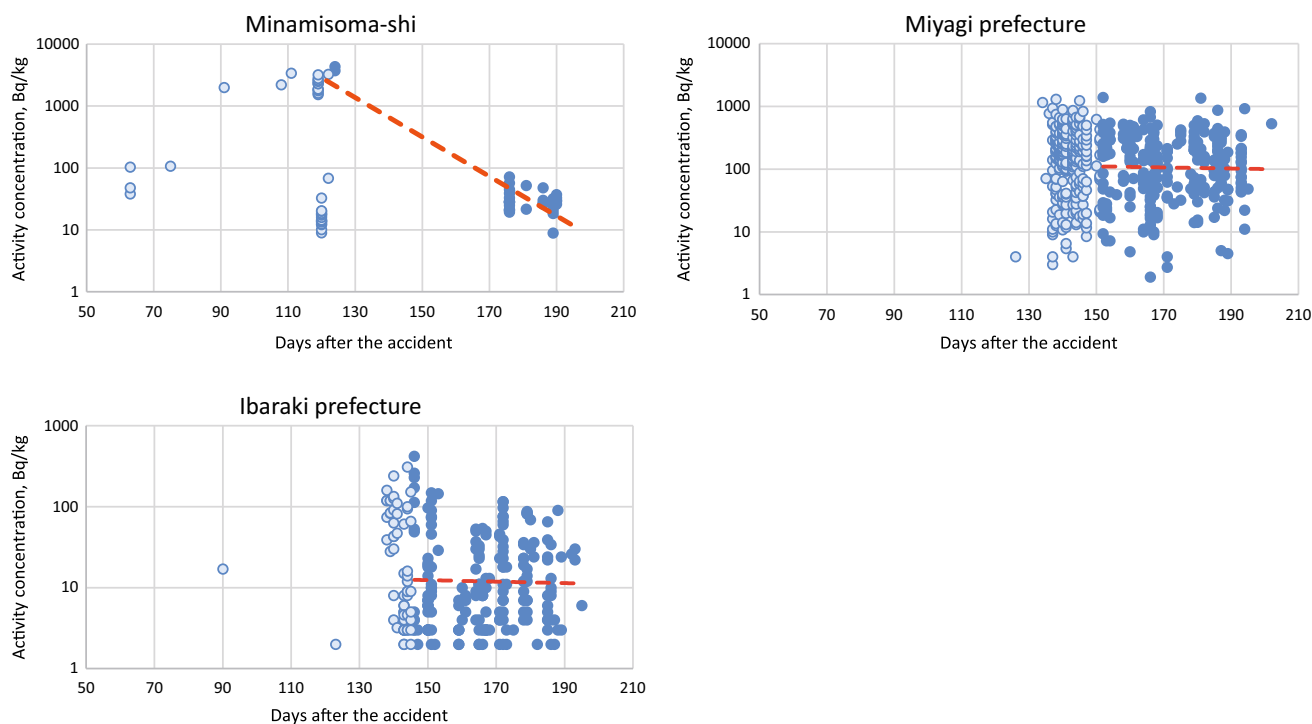 Minamisoma-shi
Activity concentration, Bq/kg
10000
1000
100
10
1
50 70 90 110 130 150 170 190 210
Days after the accident
Miyagi prefecture
Activity concentration, Bq/kg
10000
1000
100
10
1
50 70 90 110 130 150 170 190 210
Days after the accident
Ibaraki prefecture
Activity concentration, Bq/kg
1000
100
10
1
50 70 90 110 130 150 170 190 210
Days after the accident